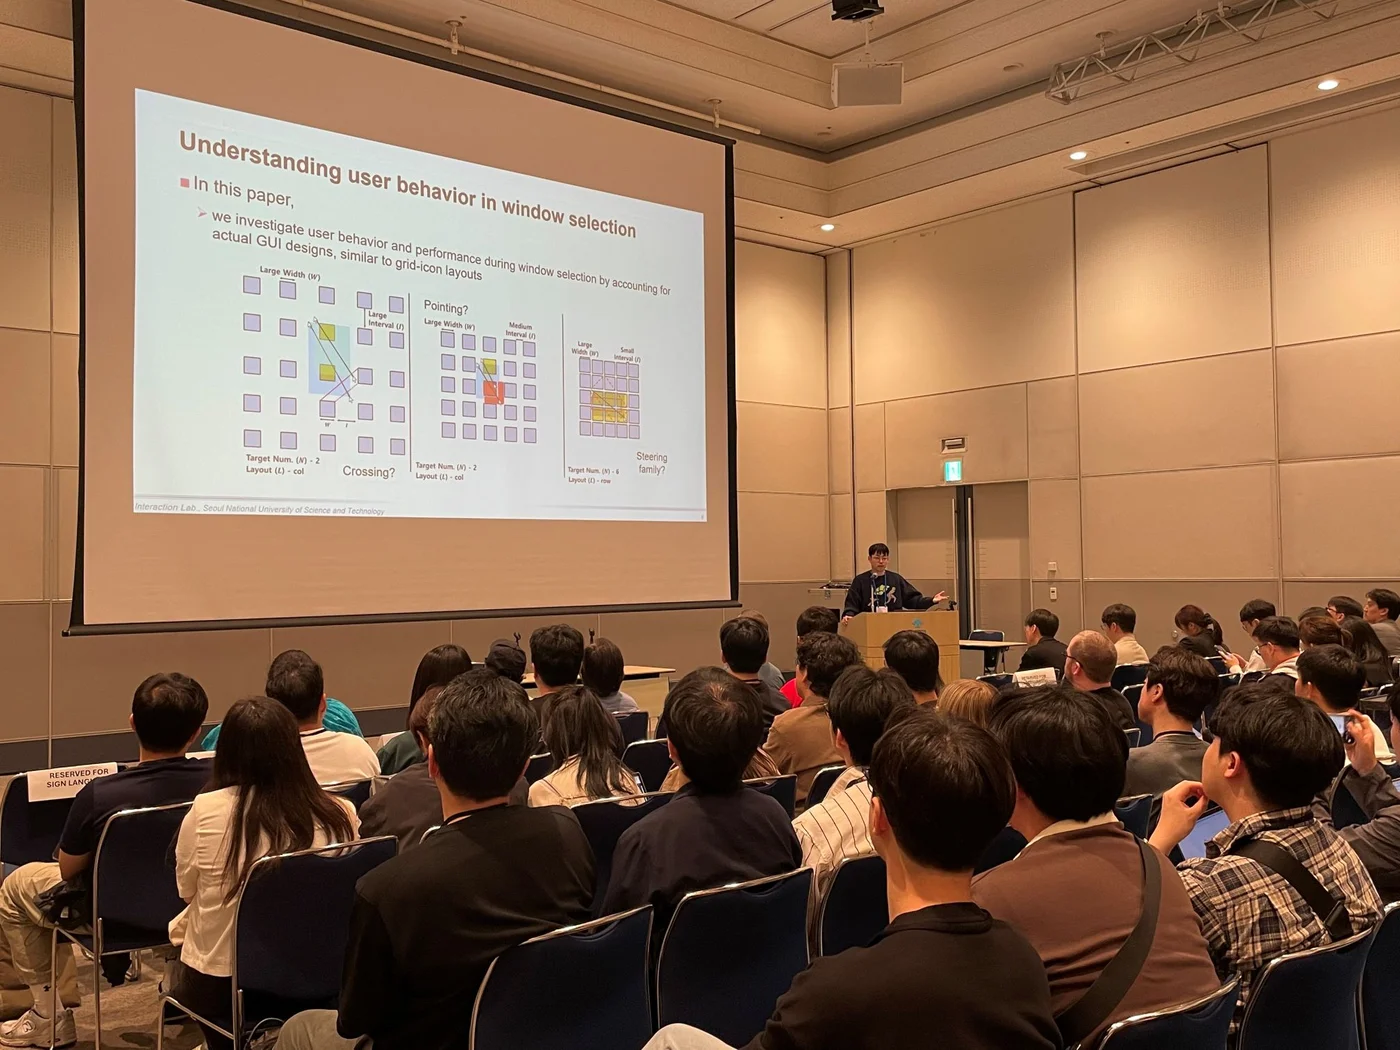 Understanding user behavior in window selection
In this paper,
we investigate user behavior and performance during window selection by accounting for
actual GUI designs, similar to grid-icon layouts
Large Width (W)
Large
Interval (I)
W
I
Target Num. (N) - 2
Layout (L) - col
Crossing?
Pointing?
Large Width (W)
Medium
Interval (I)
Target Num. (N) - 2
Layout (L) - col
Large
Width (W)
Small
Interval (I)
Target Num. (N) - 6
Layout (L) - row
Steering
family?
Interaction Lab., Seoul National University of Science and Technology
RESERVED FOR
SIGN